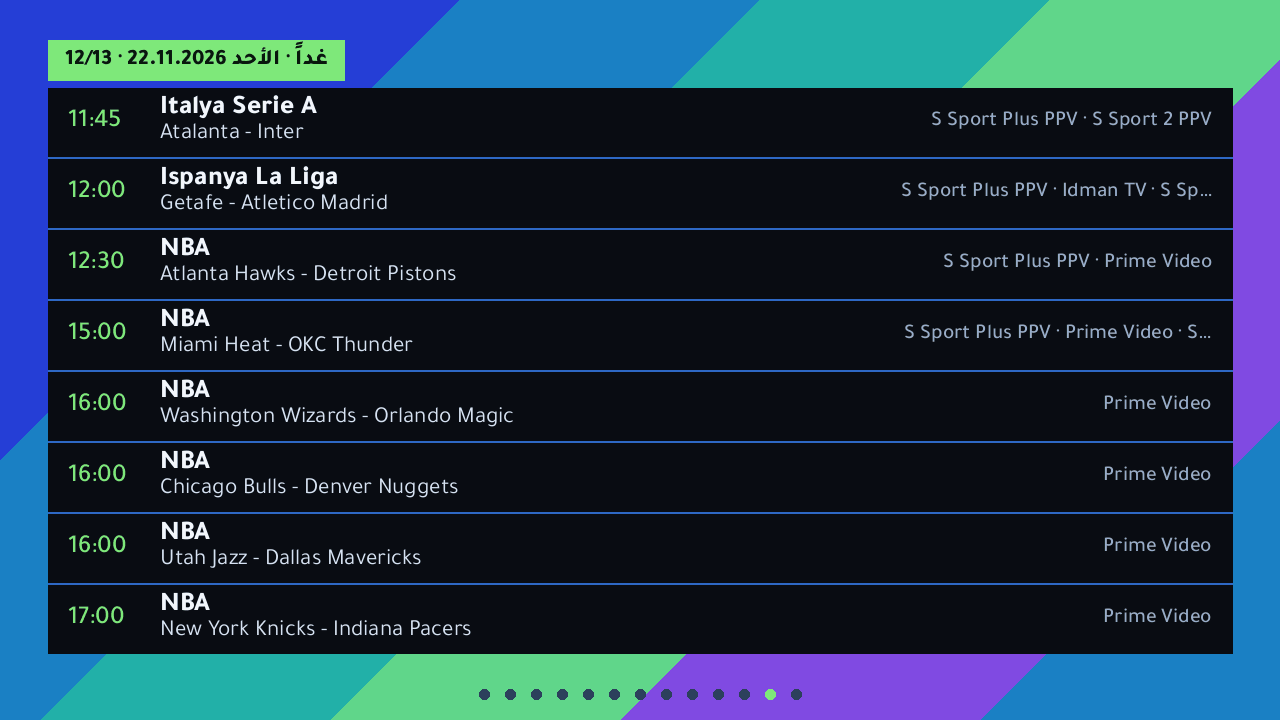 غداً · الأحد 22.11.2026 · 12/13
11:45
Italya Serie A
Atalanta - Inter
S Sport Plus PPV · S Sport 2 PPV
12:00
Ispanya La Liga
Getafe - Atletico Madrid
S Sport Plus PPV · Idman TV · S Sp...
12:30
NBA
Atlanta Hawks - Detroit Pistons
S Sport Plus PPV · Prime Video
15:00
NBA
Miami Heat - OKC Thunder
S Sport Plus PPV · Prime Video · S...
16:00
NBA
Washington Wizards - Orlando Magic
Prime Video
16:00
NBA
Chicago Bulls - Denver Nuggets
Prime Video
16:00
NBA
Utah Jazz - Dallas Mavericks
Prime Video
17:00
NBA
New York Knicks - Indiana Pacers
Prime Video